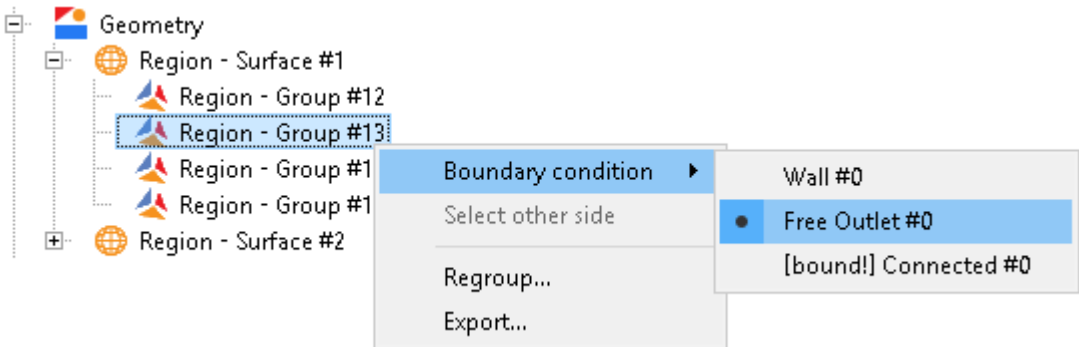 Geometry
Region - Surface #1
Region - Group #12
Region - Group #13
Region - Group #1
Region - Group #1
Region - Surface #2
Boundary condition
Select other side
Regroup...
Export...
Wall #0
Free Outlet #0
[bound!] Connected #0